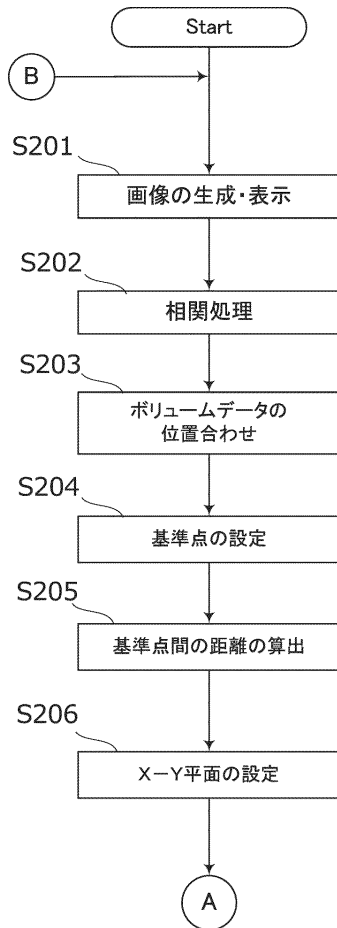 Start
B
S201
画像の生成・表示
S202
相関処理
S203
ボリュームデータの
位置合わせ
S204
基準点の設定
S205
基準点間の距離の算出
S206
X－Y平面の設定
A